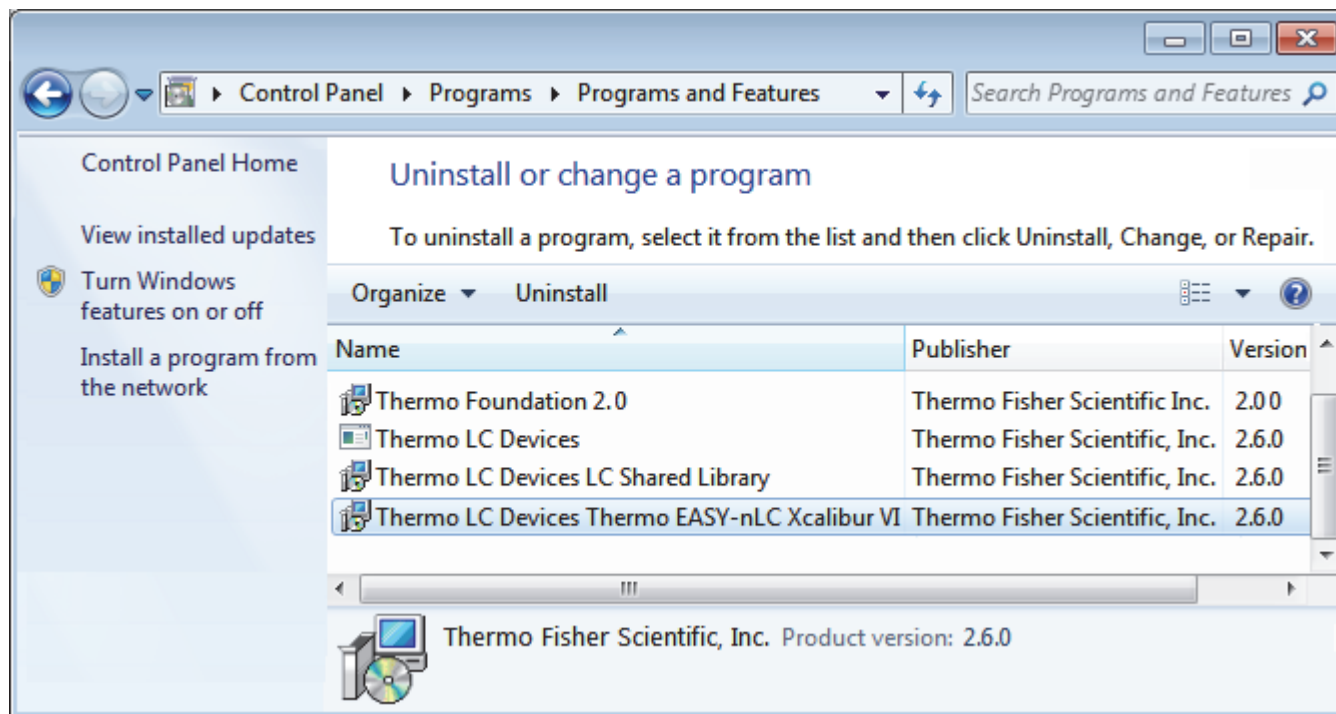 Control Panel Programs Programs and Features Search Programs and Features
Control Panel Home
View installed updates
Turn Windows
features on or off
Install a program from
the network
Uninstall or change a program
To uninstall a program, select it from the list and then click Uninstall, Change, or Repair.
Organize Uninstall
Name Publisher Version
Thermo Foundation 2.0 Thermo Fisher Scientific Inc. 2.0 0
Thermo LC Devices Thermo Fisher Scientific, Inc. 2.6.0
Thermo LC Devices LC Shared Library Thermo Fisher Scientific, Inc. 2.6.0
Thermo LC Devices Thermo EASY-nLC Xcalibur VI Thermo Fisher Scientific, Inc. 2.6.0
Thermo Fisher Scientific, Inc. Product version: 2.6.0